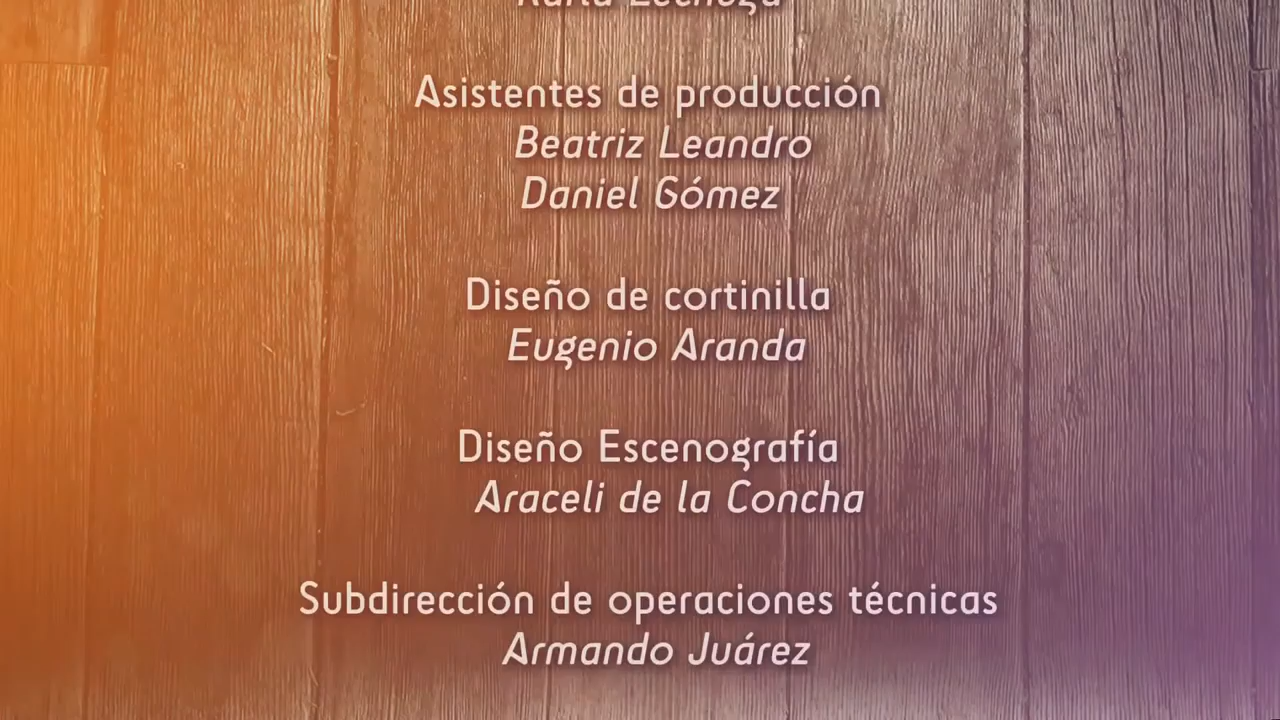 Asistentes de producción
Beatriz Leandro
Daniel Gómez
Diseño de cortinilla
Eugenio Aranda
Diseño Escenografía
Araceli de la Concha
Subdirección de operaciones técnicas
Armando Juárez